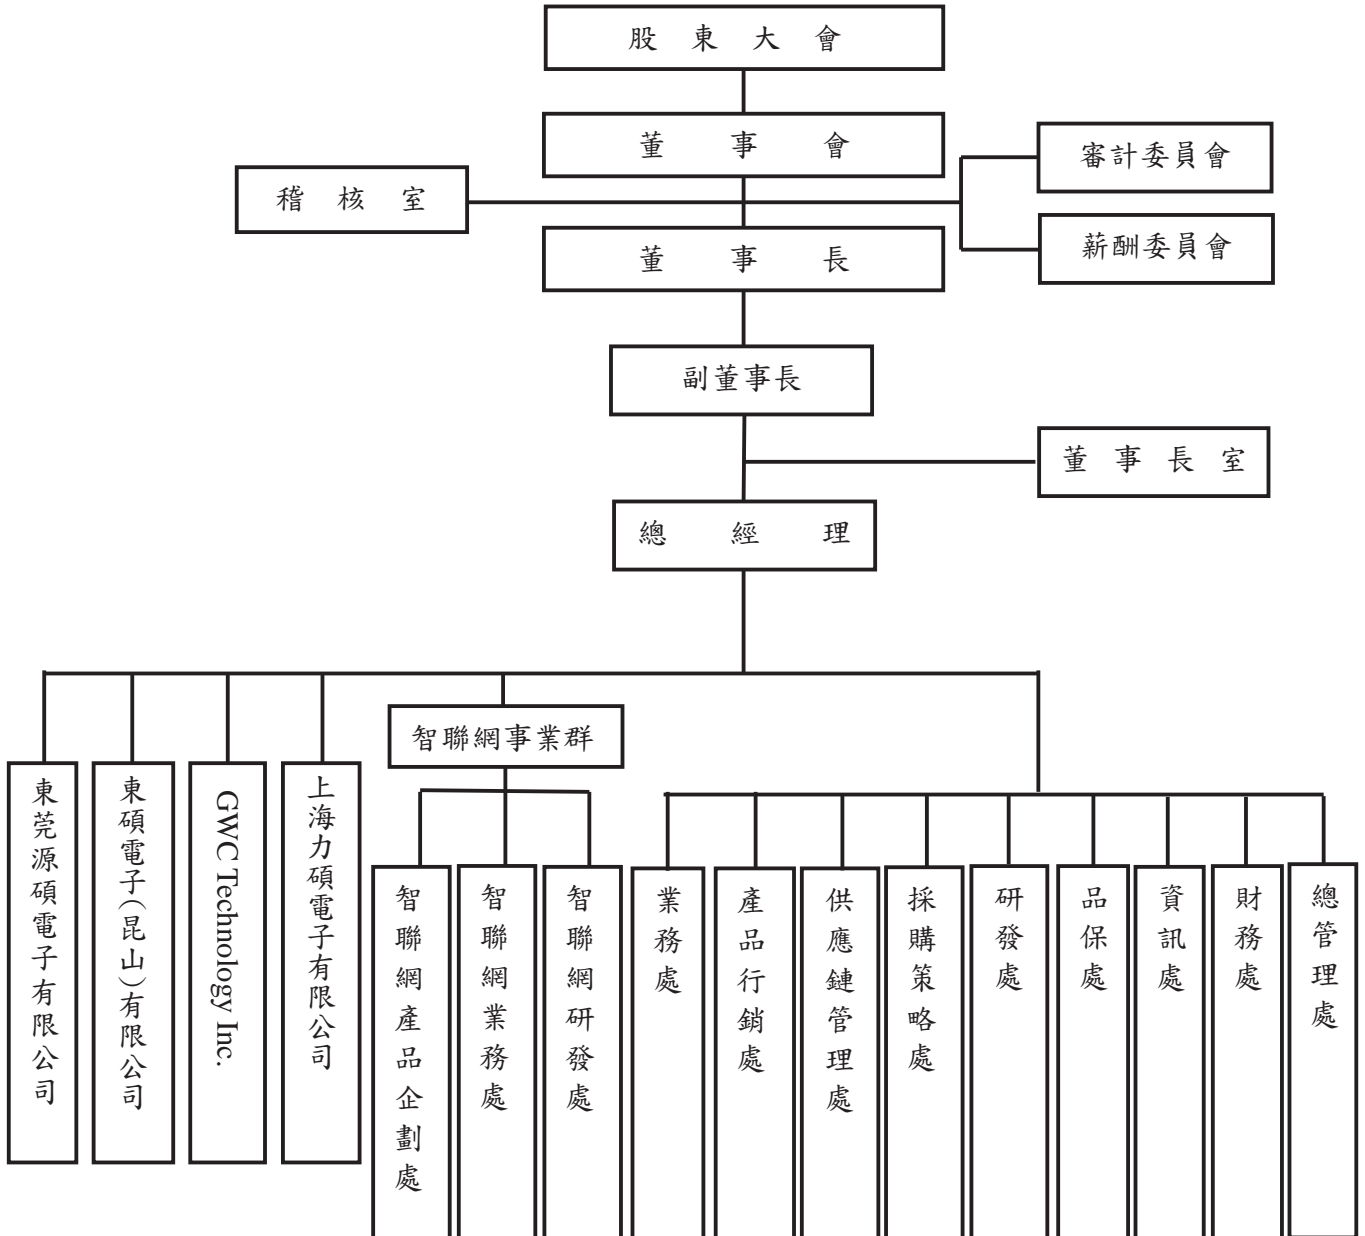 股東大會
董事會
審計委員會
稽核室
薪酬委員會
董事長
副董事長
董事長室
總經理
智聯網事業群
東莞源碩電子有限公司
東碩電子(昆山)有限公司
GWC Technology Inc.
上海力碩電子有限公司
智聯網產品企劃處
智聯網業務處
智聯網研發處
業務處
產品行銷處
供應鏈管理處
採購策略處
研發處
品保處
資訊處
財務處
總管理處